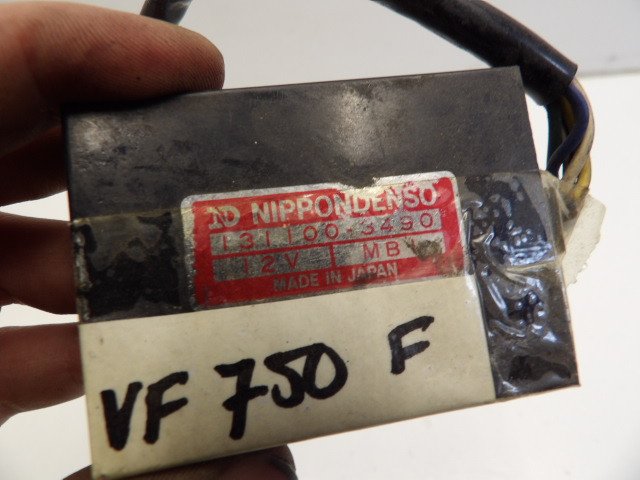 ND NIPPONDENSO
131100-3490
12V MB
MADE IN JAPAN
VF 750 F